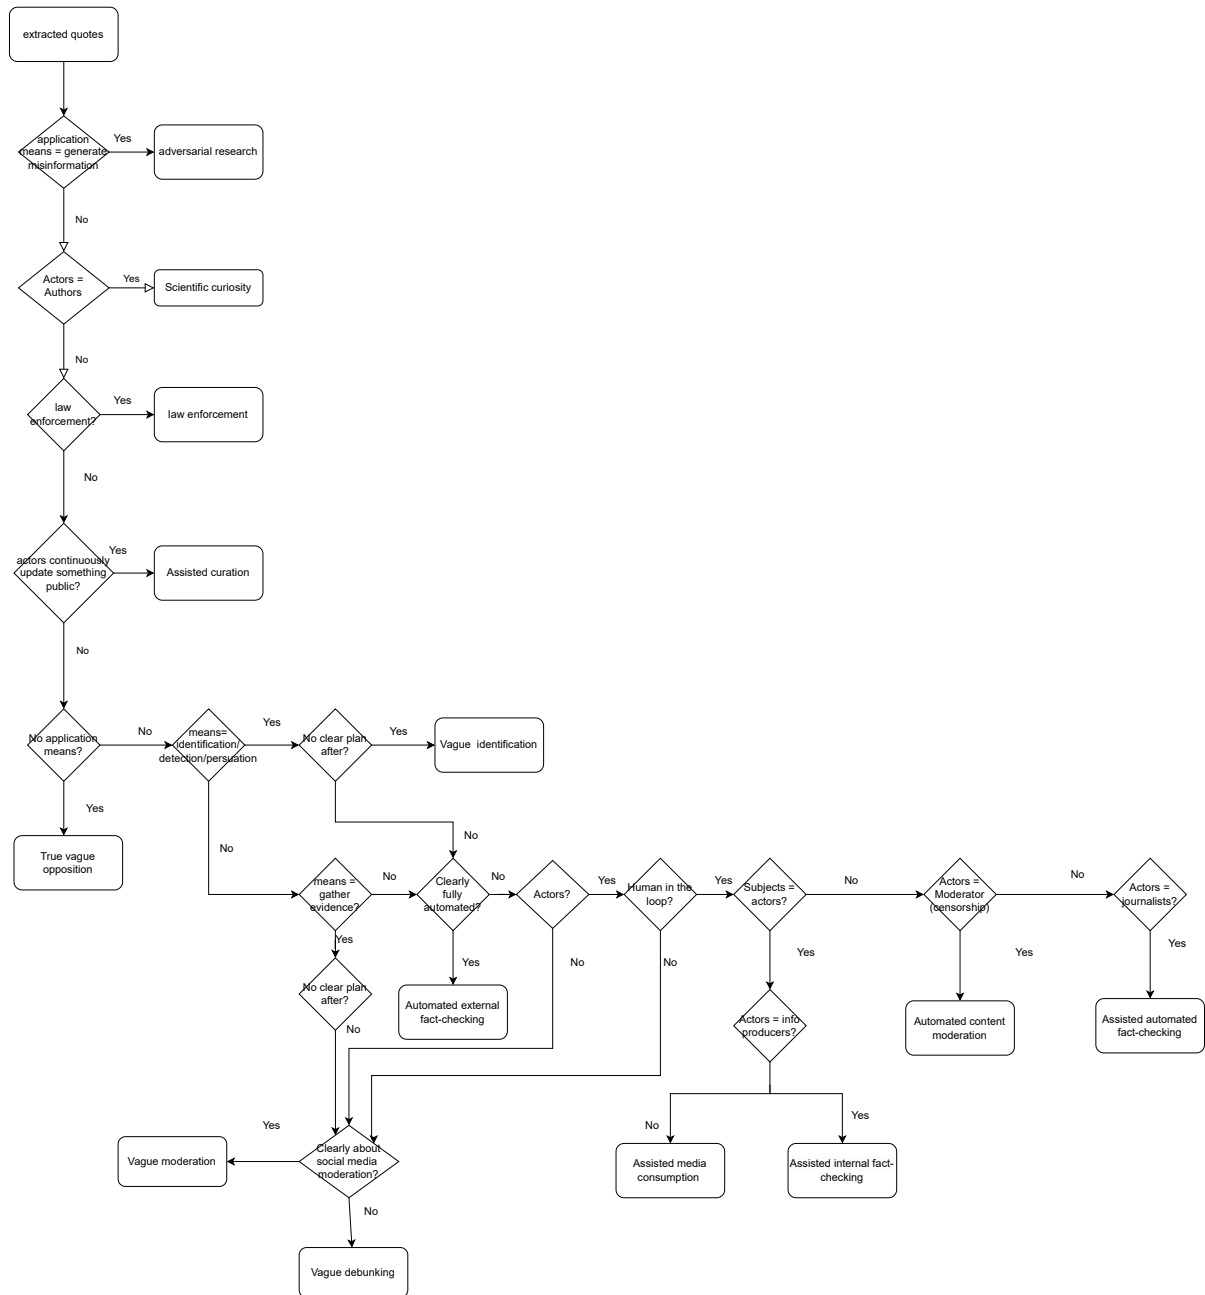 extracted quotes
application
means = generate
misinformation
Yes
adversarial research
No
Actors =
Authors
Yes
Scientific curiosity
No
law
enforcement?
Yes
law enforcement
No
actors continuously
update something
public?
Yes
Assisted curation
No
No application
means?
No
means=
identification/
detection/persuation
Yes
No clear plan
after?
Yes
Vague identification
Yes
True vague
opposition
No
No
means =
gather
evidence?
No
Clearly
fully
automated?
No
Actors?
Yes
Human in the
loop?
Yes
Subjects =
actors?
No
Actors =
Moderator
(censorship)
No
Actors =
journalists?
Yes
No clear plan
after?
No
Yes
Automated external
fact-checking
No
No
Yes
Actors = info
producers?
Yes
Automated content
moderation
Yes
Assisted automated
fact-checking
Yes
Vague moderation
Clearly about
social media
moderation?
No
Vague debunking
No
Assisted media
consumption
Yes
Assisted internal fact-
checking